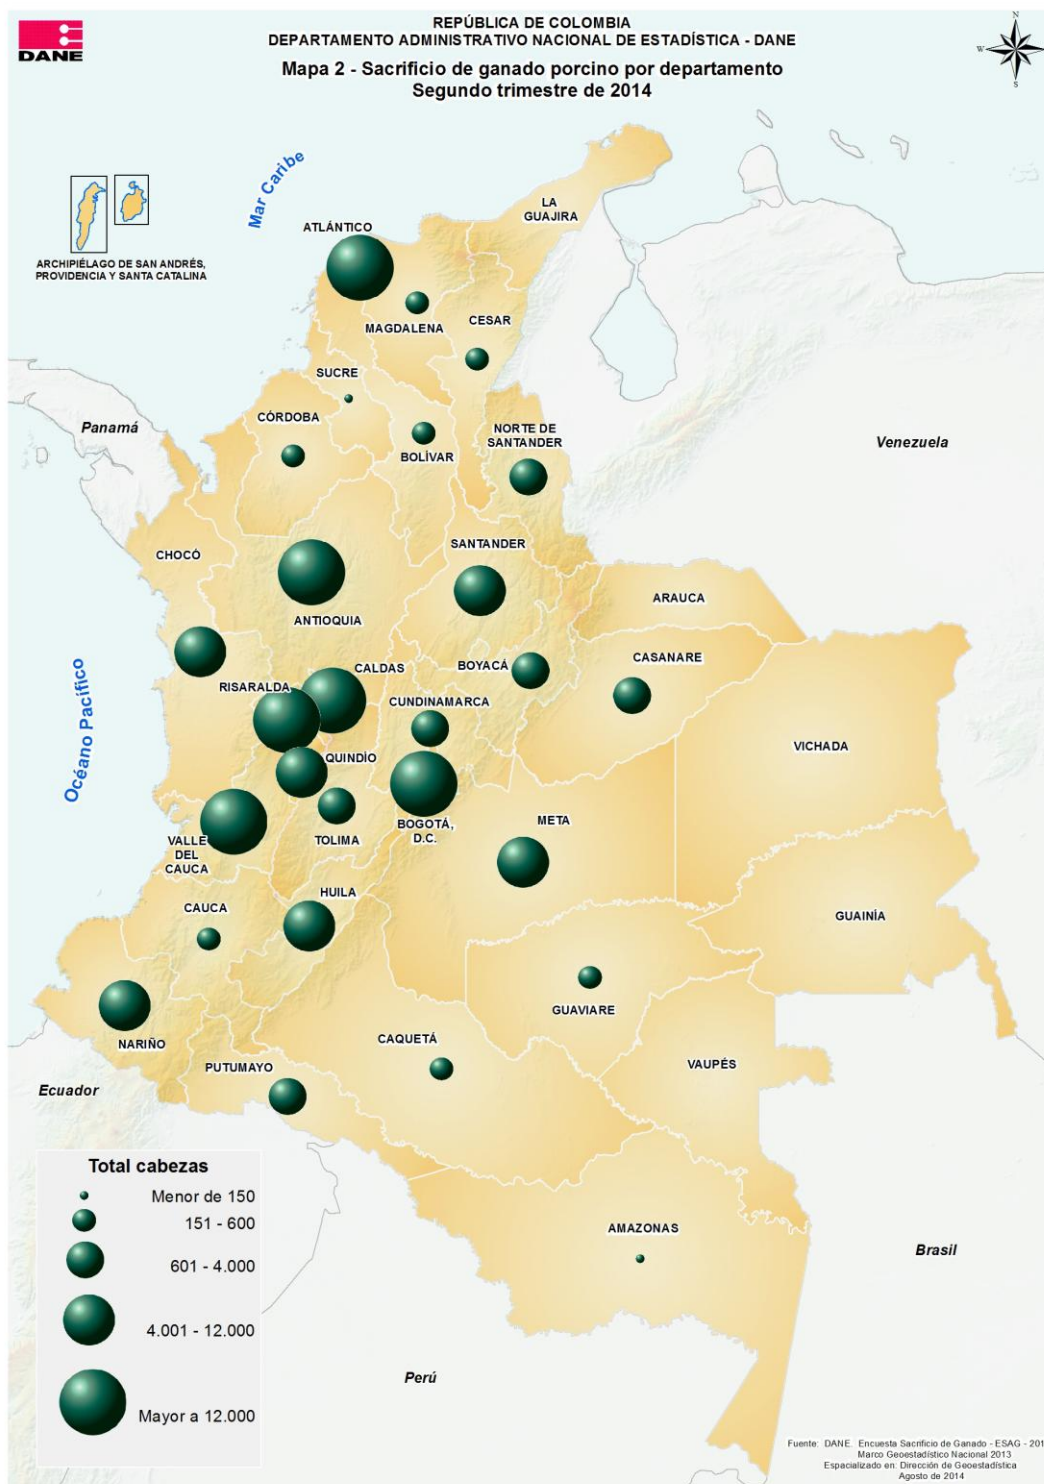 REPÚBLICA DE COLOMBIA
DEPARTAMENTO ADMINISTRATIVO NACIONAL DE ESTADÍSTICA - DANE
Mapa 2 - Sacrificio de ganado porcino por departamento
Segundo trimestre de 2014
DANE
N
W
S
Mar Caribe
LA
GUAJIRA
ATLÁNTICO
ARCHIPIÉLAGO DE SAN ANDRÉS,
PROVIDENCIA Y SANTA CATALINA
MAGDALENA
CESAR
SUCRE
CÓRDOBA
Panamá
NORTE DE
SANTANDER
Venezuela
BOLÍVAR
SANTANDER
CHOCÓ
ARAUCA
ANTIOQUIA
CASANARE
BOYACÁ
CALDAS
RISARALDA
CUNDINAMARCA
Océano Pacífico
VICHADA
QUINDÍO
META
BOGOTÁ,
D.C.
TOLIMA
VALLE
DEL
CAUCA
HUILA
CAUCA
GUAINÍA
GUAVIARE
NARIÑO
CAQUETÁ
VAUPÉS
PUTUMAYO
Ecuador
Total cabezas
Menor de 150
151 - 600
601 - 4.000
4.001 - 12.000
Mayor a 12.000
AMAZONAS
Brasil
Perú
Fuente: DANE. Encuesta Sacrificio de Ganado - ESAG - 201
Marco Geoestadístico Nacional 2013
Espacializado en: Dirección de Geoestadística
Agosto de 2014